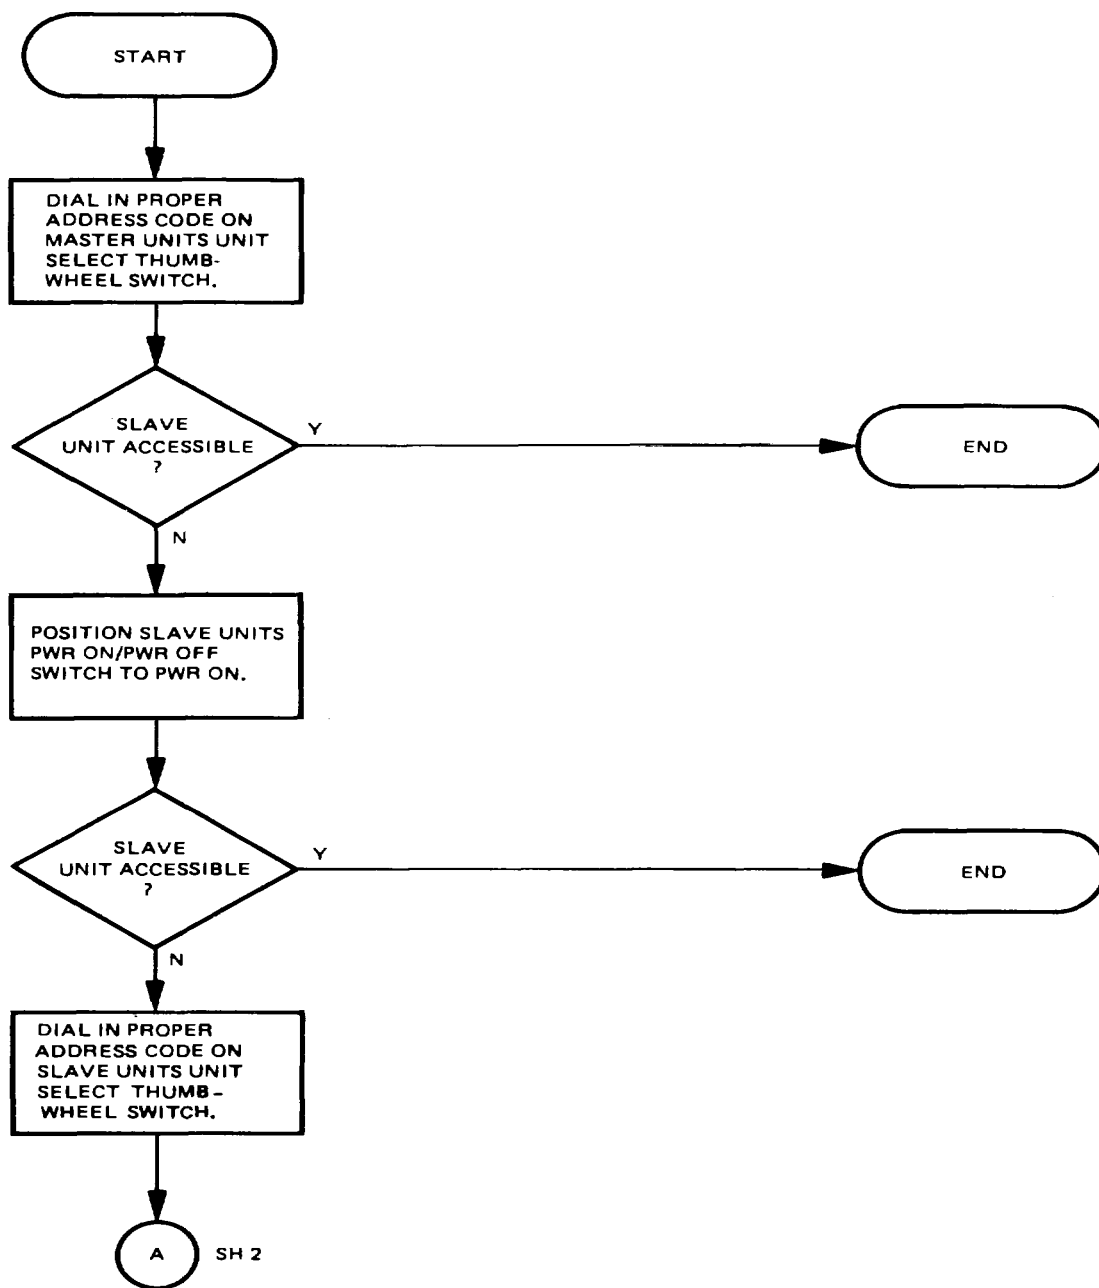 START
DIAL IN PROPER
ADDRESS CODE ON
MASTER UNITS UNIT
SELECT THUMB-
WHEEL SWITCH.
SLAVE
UNIT ACCESSIBLE
?
Y
END
N
POSITION SLAVE UNITS
PWR ON/PWR OFF
SWITCH TO PWR ON.
SLAVE
UNIT ACCESSIBLE
?
Y
END
N
DIAL IN PROPER
ADDRESS CODE ON
SLAVE UNITS UNIT
SELECT THUMB-
WHEEL SWITCH.
A SH 2